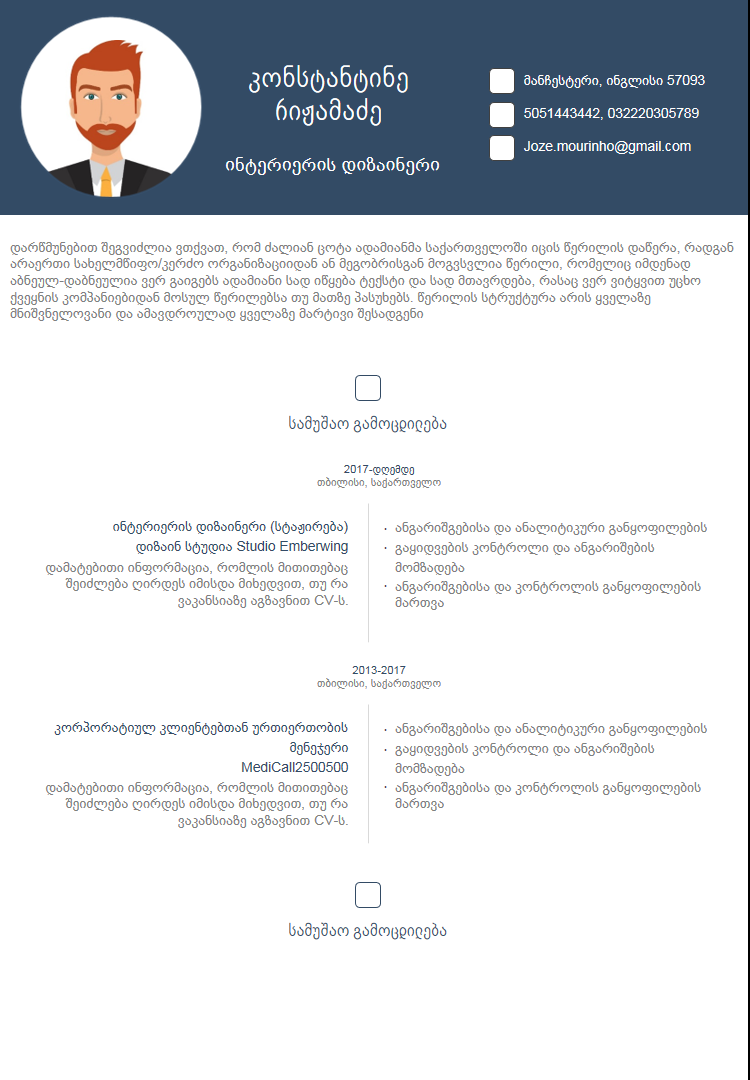 კონსტანტინე
რიჟამაძე
ინტერიერის დიზაინერი
მანჩესტერი, ინგლისი 57093
5051443442, 032220305789
Joze.mourinho@gmail.com
დარწმუნებით შეგვიძლია ვთქვათ, რომ ძალიან ცოტა ადამიანმა საქართველოში იცის წერილის დაწერა, რადგან
არაერთი სახელმწიფო/კერძო ორგანიზაციიდან ან მეგობრისგან მოგვსვლია წერილი, რომელიც იმდენად
აბნეულ-დაბნეულია ვერ გაიგებს ადამიანი სად იწყება ტექსტი და სად მთავრდება, რასაც ვერ ვიტყვით უცხო
ქვეყნის კომპანიებიდან მოსულ წერილებსა თუ მათზე პასუხებს. წერილის სტრუქტურა არის ყველაზე
მნიშვნელოვანი და ამავდროულად ყველაზე მარტივი შესადგენი
სამუშაო გამოცდილება
2017-დღემდე
თბილისი, საქართველო
ინტერიერის დიზაინერი (სტაჟირება)
დიზაინ სტუდია Studio Emberwing
დამატებითი ინფორმაცია, რომლის მითითებაც
შეიძლება ღირდეს იმისდა მიხედვით, თუ რა
ვაკანსიაზე აგზავნით CV-ს.
· ანგარიშგებისა და ანალიტიკური განყოფილების
· გაყიდვების კონტროლი და ანგარიშების
მომზადება
· ანგარიშგებისა და კონტროლის განყოფილების
მართვა
2013-2017
თბილისი, საქართველო
კორპორატიულ კლიენტებთან ურთიერთობის
მენეჯერი
MediCall2500500
დამატებითი ინფორმაცია, რომლის მითითებაც
შეიძლება ღირდეს იმისდა მიხედვით, თუ რა
ვაკანსიაზე აგზავნით CV-ს.
· ანგარიშგებისა და ანალიტიკური განყოფილების
· გაყიდვების კონტროლი და ანგარიშების
მომზადება
· ანგარიშგებისა და კონტროლის განყოფილების
მართვა
სამუშაო გამოცდილება